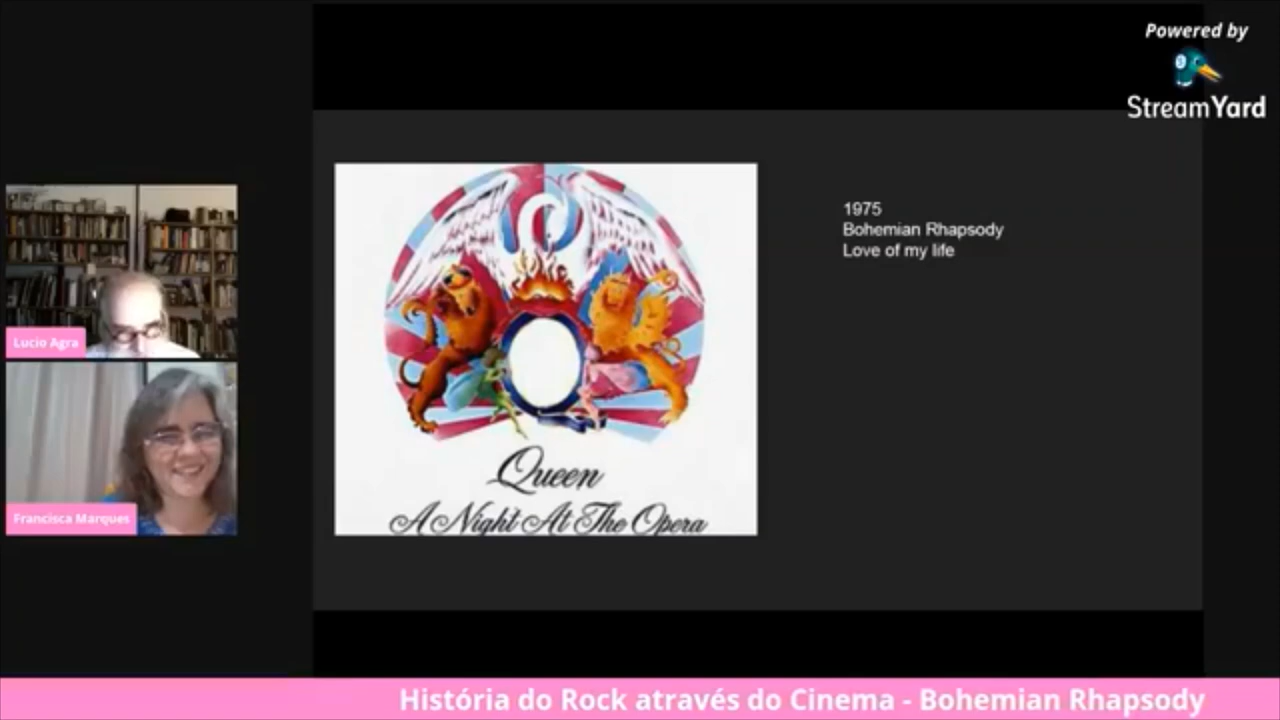 Powered by
StreamYard
1975
Bohemian Rhapsody
Love of my life
Queen
A Night At The Opera
Lucio Agra
Francisca Marques
História do Rock através do Cinema - Bohemian Rhapsody